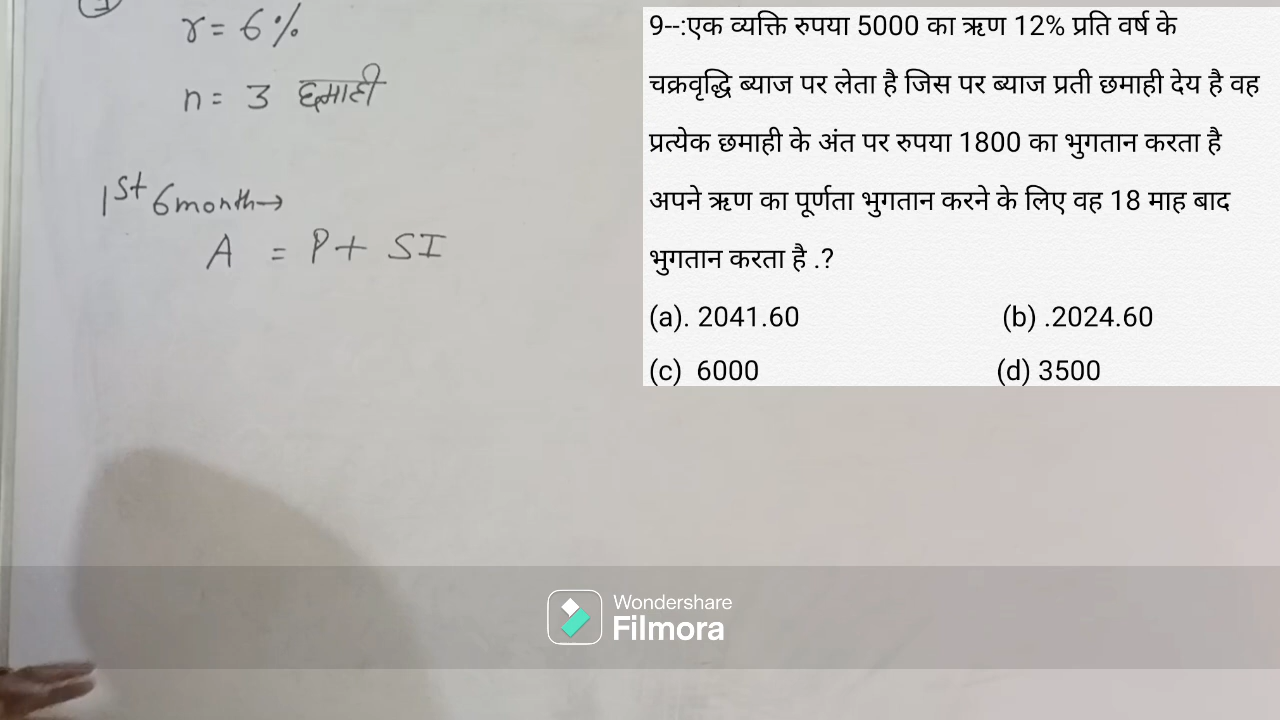 1
r = 6%
n = 3 छमाही
1st 6month→
A = P + SI
9--:एक व्यक्ति रुपया 5000 का ऋण 12% प्रति वर्ष के
चक्रवृद्धि ब्याज पर लेता है जिस पर ब्याज प्रती छमाही देय है वह
प्रत्येक छमाही के अंत पर रुपया 1800 का भुगतान करता है
अपने ऋण का पूर्णता भुगतान करने के लिए वह 18 माह बाद
भुगतान करता है .?
(a). 2041.60 (b) .2024.60
(c) 6000 (d) 3500
Wondershare
Filmora